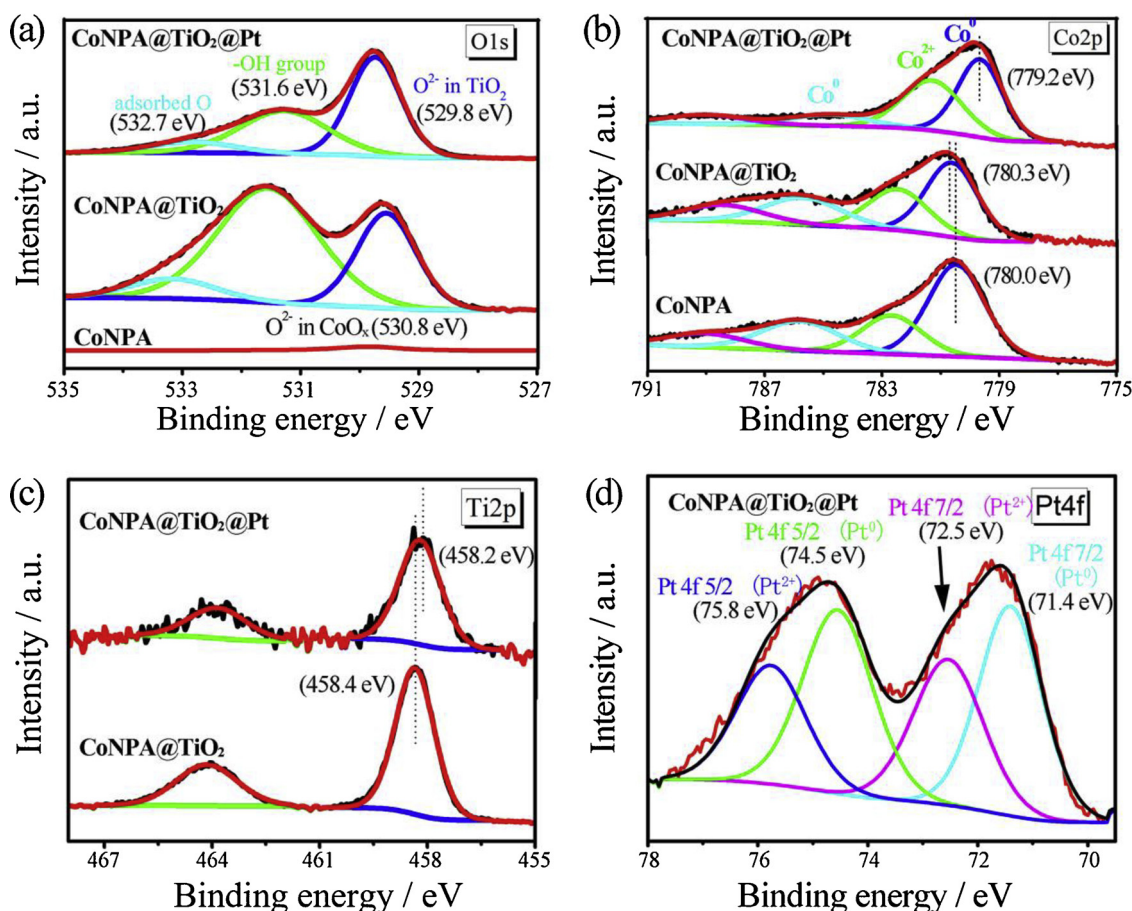 (a)
CoNPA@TiO₂@Pt
O1s
-OH group
(531.6 eV)
adsorbed O
(532.7 eV)
O²⁻ in TiO₂
(529.8 eV)
CoNPA@TiO₂
O²⁻ in CoOₓ (530.8 eV)
CoNPA
Intensity / a.u.
535 533 531 529 527
Binding energy / eV
(b)
CoNPA@TiO₂@Pt
Co⁰
Co2p
Co²⁺
(779.2 eV)
Co⁰
CoNPA@TiO₂
(780.3 eV)
CoNPA
(780.0 eV)
Intensity / a.u.
791 787 783 779 775
Binding energy / eV
(c)
Ti2p
CoNPA@TiO₂@Pt
(458.2 eV)
(458.4 eV)
CoNPA@TiO₂
Intensity / a.u.
467 464 461 458 455
Binding energy / eV
(d)
CoNPA@TiO₂@Pt
Pt 4f 7/2 (Pt²⁺)
(72.5 eV)
Pt4f
Pt 4f 5/2 (Pt⁰)
(74.5 eV)
Pt 4f 7/2
(Pt⁰)
(71.4 eV)
Pt 4f 5/2 (Pt²⁺)
(75.8 eV)
Intensity / a.u.
78 76 74 72 70
Binding energy / eV